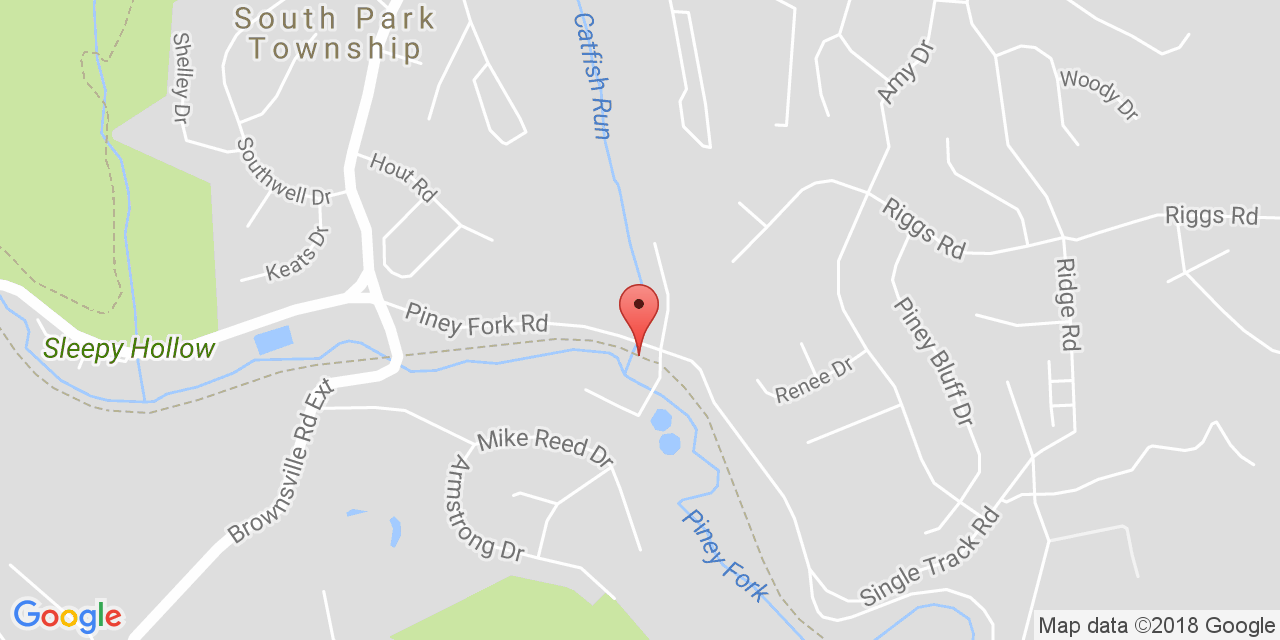 South Park
Township
Shelley Dr
Catfish Run
Amy Dr
Woody Dr
Southwell Dr
Hout Rd
Keats Dr
Riggs Rd
Riggs Rd
Ridge Rd
Piney Fork Rd
Sleepy Hollow
Piney Bluff Dr
Renee Dr
Brownsville Rd Ext
Mike Reed Dr
Armstrong Dr
Piney Fork
Single Track Rd
Google
Map data ©2018 Google